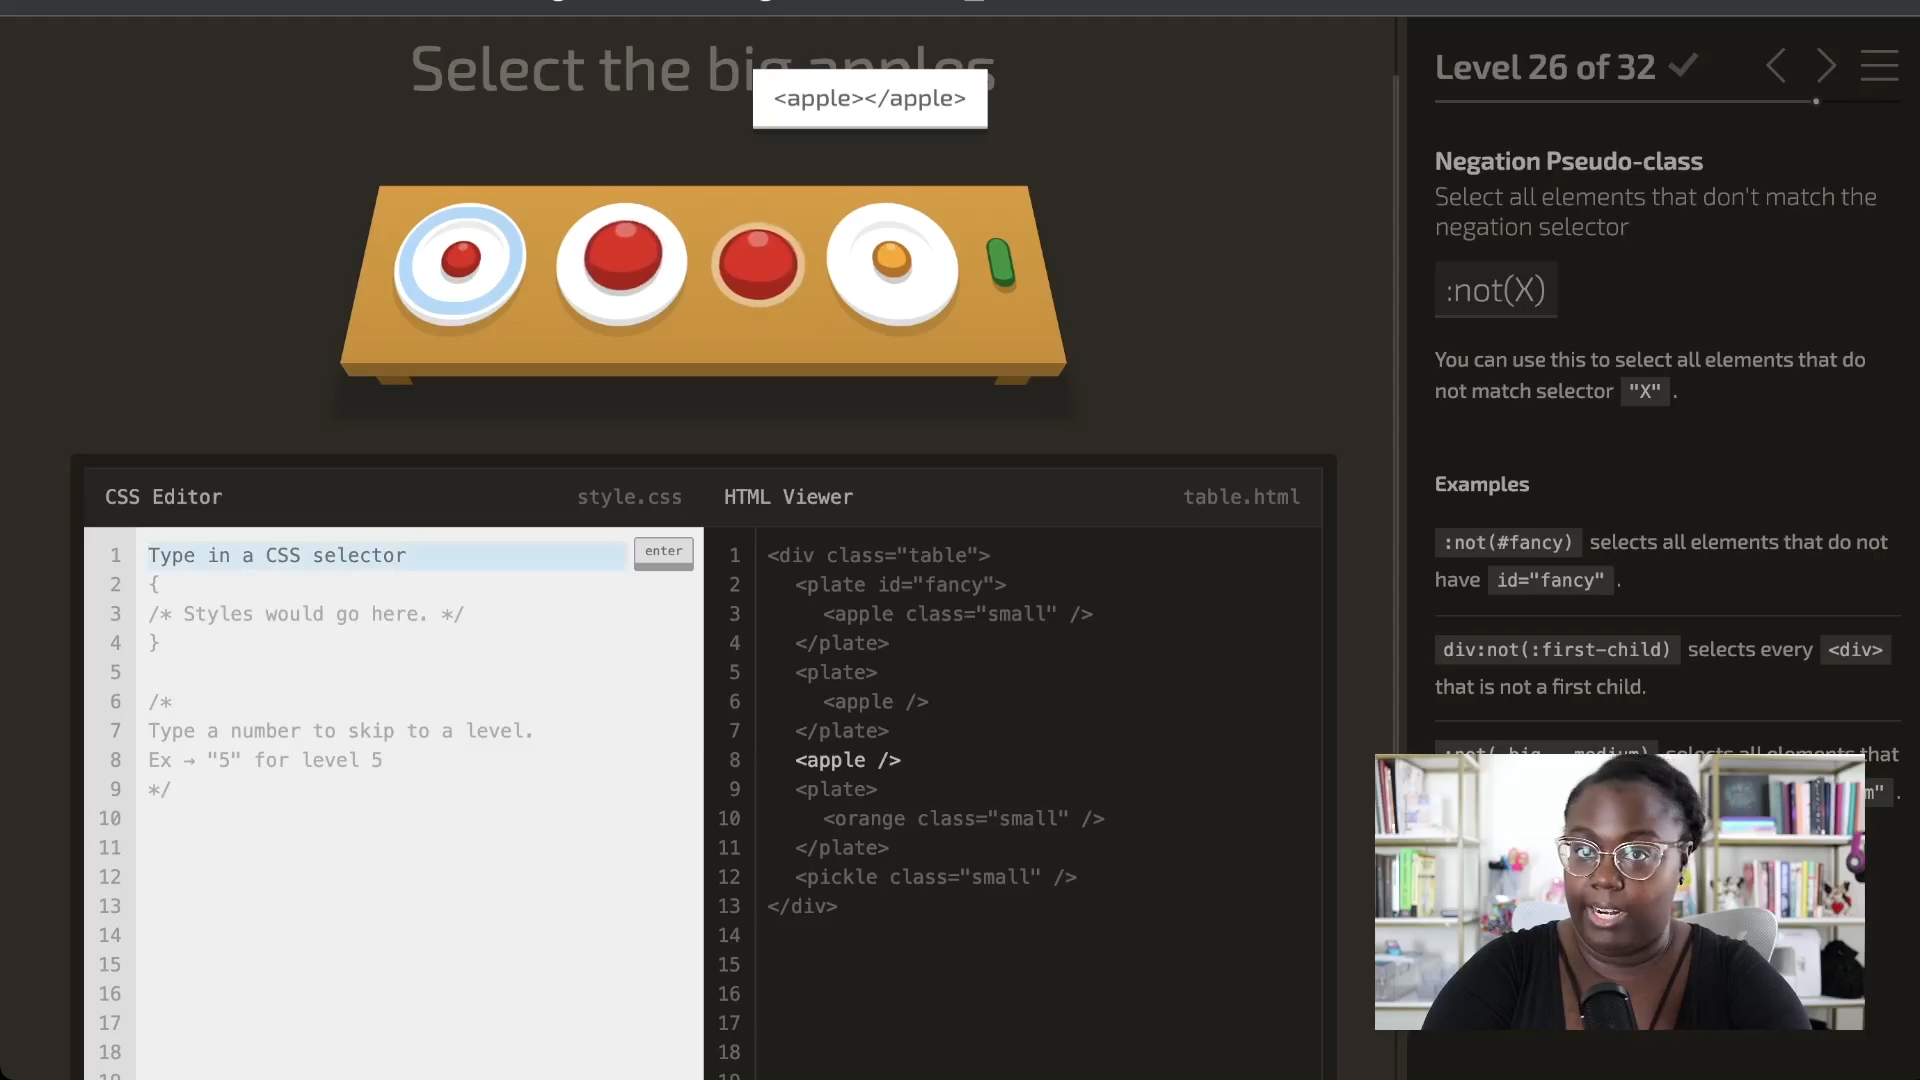 Select the big apples
<apple></apple>
CSS Editor
style.css
1 Type in a CSS selector
enter
2 {
3 /* Styles would go here. */
4 }
5
6 /*
7 Type a number to skip to a level.
8 Ex → "5" for level 5
9 */
10
11
12
13
14
15
16
17
18
HTML Viewer
table.html
1 <div class="table">
2 <plate id="fancy">
3 <apple class="small" />
4 </plate>
5 <plate>
6 <apple />
7 </plate>
8 <apple />
9 <plate>
10 <orange class="small" />
11 </plate>
12 <pickle class="small" />
13 </div>
14
15
16
17
18
Level 26 of 32
Negation Pseudo-class
Select all elements that don't match the
negation selector
:not(X)
You can use this to select all elements that do
not match selector "X" .
Examples
:not(#fancy) selects all elements that do not
have id="fancy" .
div:not(:first-child) selects every <div>
that is not a first child.
selects all elements that